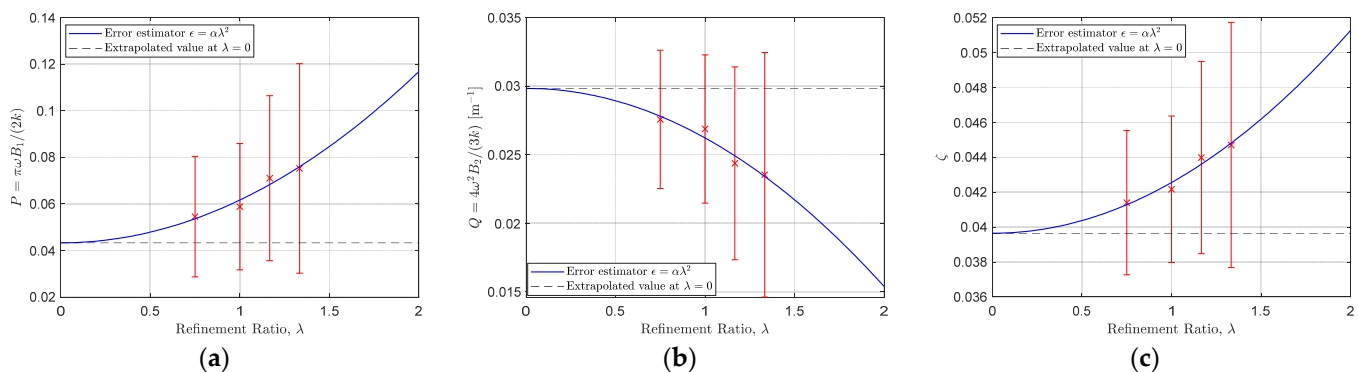 0.14
0.12
0.1
0.08
0.06
0.04
0.02
P = πωB₁/(2k)
Error estimator ϵ = αλ²
Extrapolated value at λ = 0
0 0.5 1 1.5 2
Refinement Ratio, λ
(a)
0.035
0.03
0.025
0.02
0.015
Q = 4ω²B₂/(3k) [m⁻¹]
Error estimator ϵ = αλ²
Extrapolated value at λ = 0
0 0.5 1 1.5 2
Refinement Ratio, λ
(b)
0.052
0.05
0.048
0.046
0.044
0.042
0.04
0.038
0.036
ζ
Error estimator ϵ = αλ²
Extrapolated value at λ = 0
0 0.5 1 1.5 2
Refinement Ratio, λ
(c)